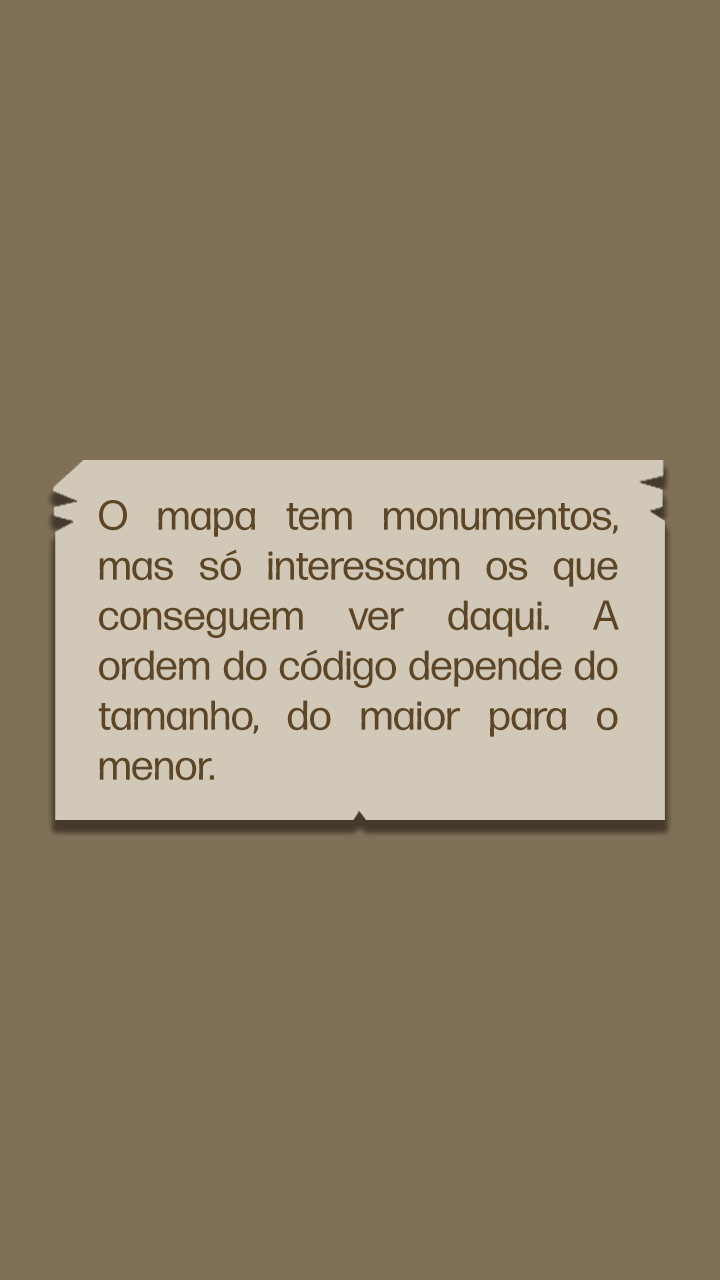 O mapa tem monumentos,
mas só interessam os que
conseguem ver daqui. A
ordem do código depende do
tamanho, do maior para o
menor.